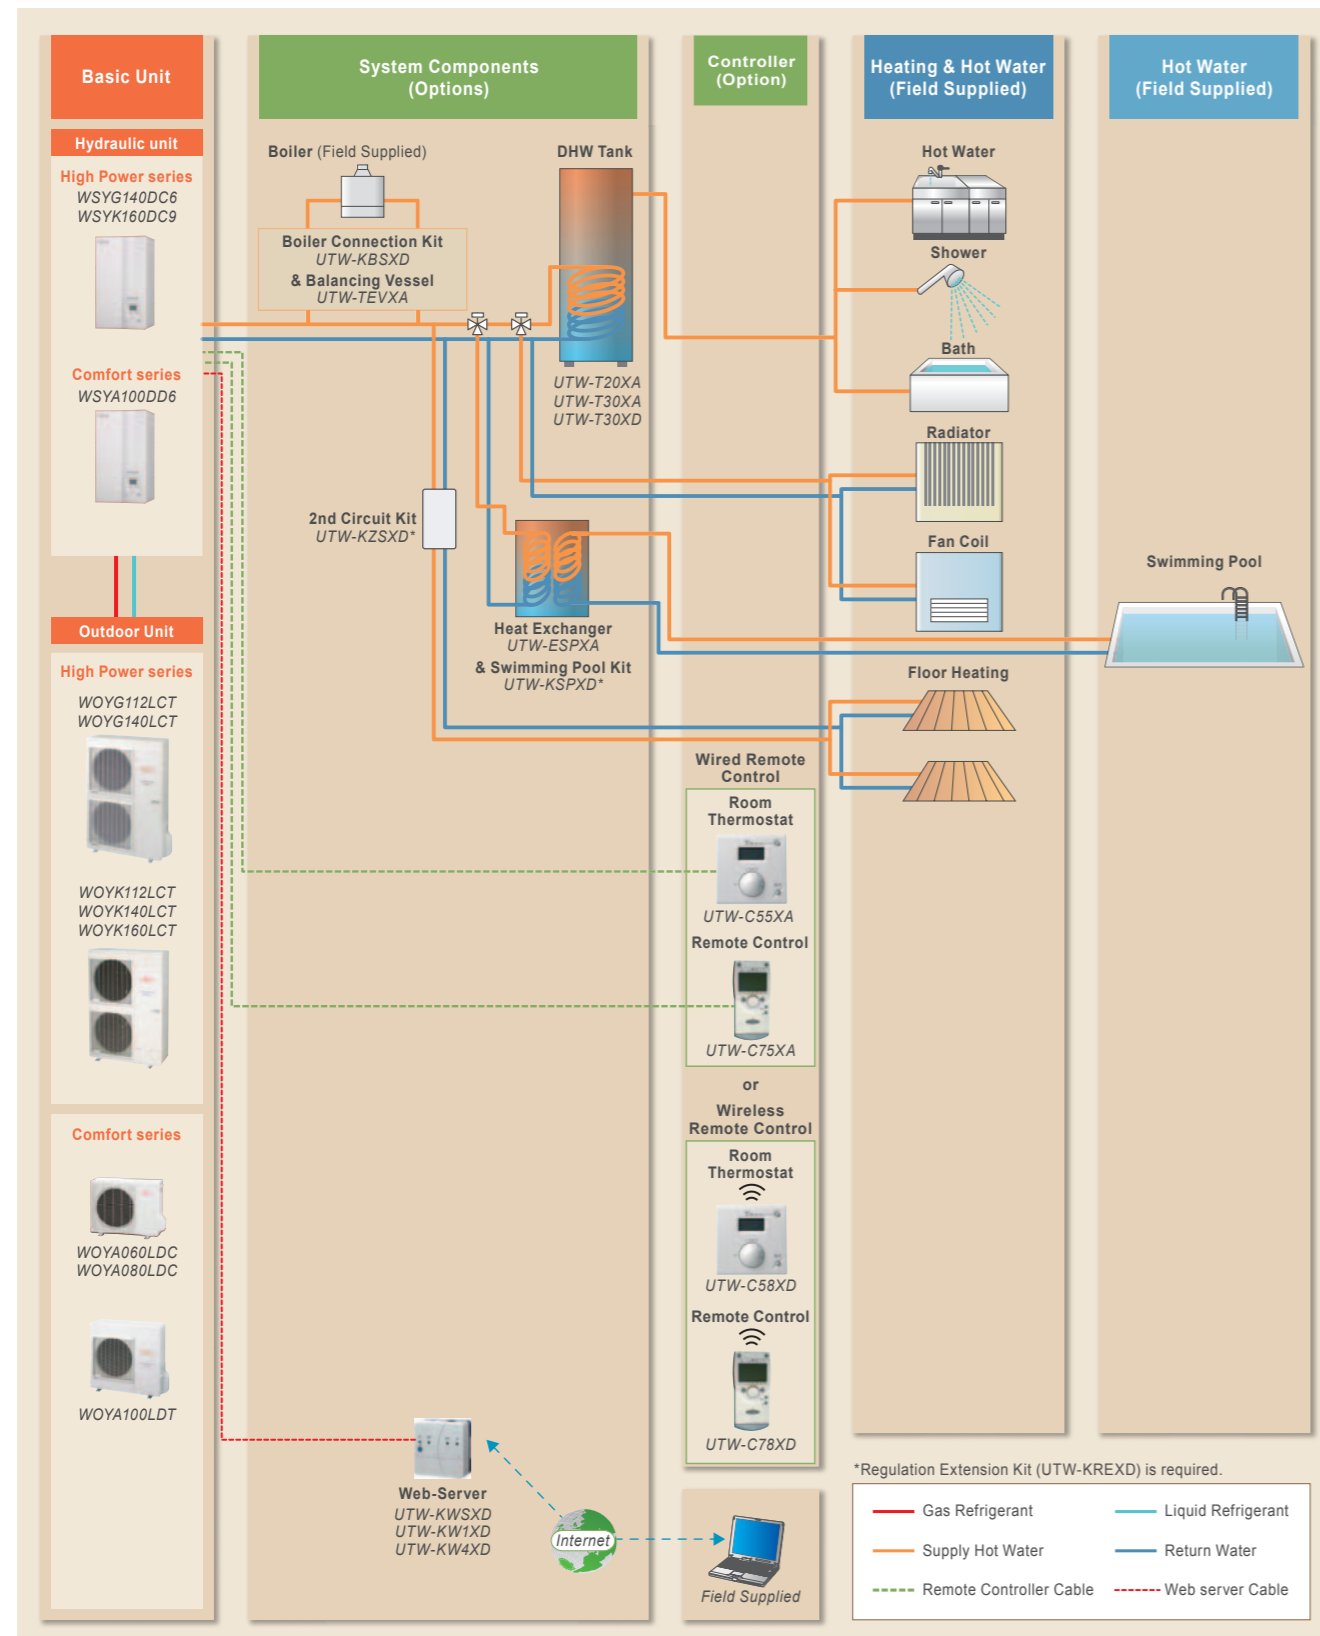 Basic Unit
Hydraulic unit
High Power series
WSYG140DC6
WSYK160DC9
Comfort series
WSYA100DD6
Outdoor Unit
High Power series
WOYG112LCT
WOYG140LCT
WOYK112LCT
WOYK140LCT
WOYK160LCT
Comfort series
WOYA060LDC
WOYA080LDC
WOYA100LDT
System Components
(Options)
Boiler (Field Supplied)
Boiler Connection Kit
UTW-KBSXD
& Balancing Vessel
UTW-TEVXA
DHW Tank
UTW-T20XA
UTW-T30XA
UTW-T30XD
2nd Circuit Kit
UTW-KZSXD*
Heat Exchanger
UTW-ESPXA
& Swimming Pool Kit
UTW-KSPXD*
Web-Server
UTW-KWSXD
UTW-KW1XD
UTW-KW4XD
Internet
Controller
(Option)
Wired Remote
Control
Room
Thermostat
UTW-C55XA
Remote Control
UTW-C75XA
or
Wireless
Remote Control
Room
Thermostat
UTW-C58XD
Remote Control
UTW-C78XD
Field Supplied
Heating & Hot Water
(Field Supplied)
Hot Water
Shower
Bath
Radiator
Fan Coil
Floor Heating
Hot Water
(Field Supplied)
Swimming Pool
*Regulation Extension Kit (UTW-KREXD) is required.
Gas Refrigerant
Liquid Refrigerant
Supply Hot Water
Return Water
Remote Controller Cable
Web server Cable